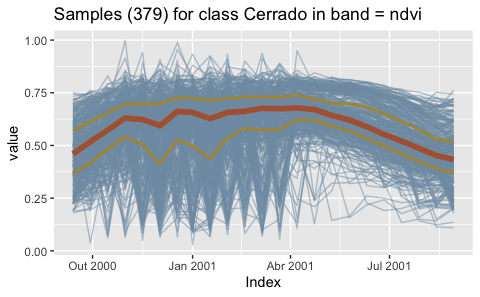 Samples (379) for class Cerrado in band = ndvi
value
1.00
0.75
0.50
0.25
0.00
Out 2000
Jan 2001
Abr 2001
Jul 2001
Index